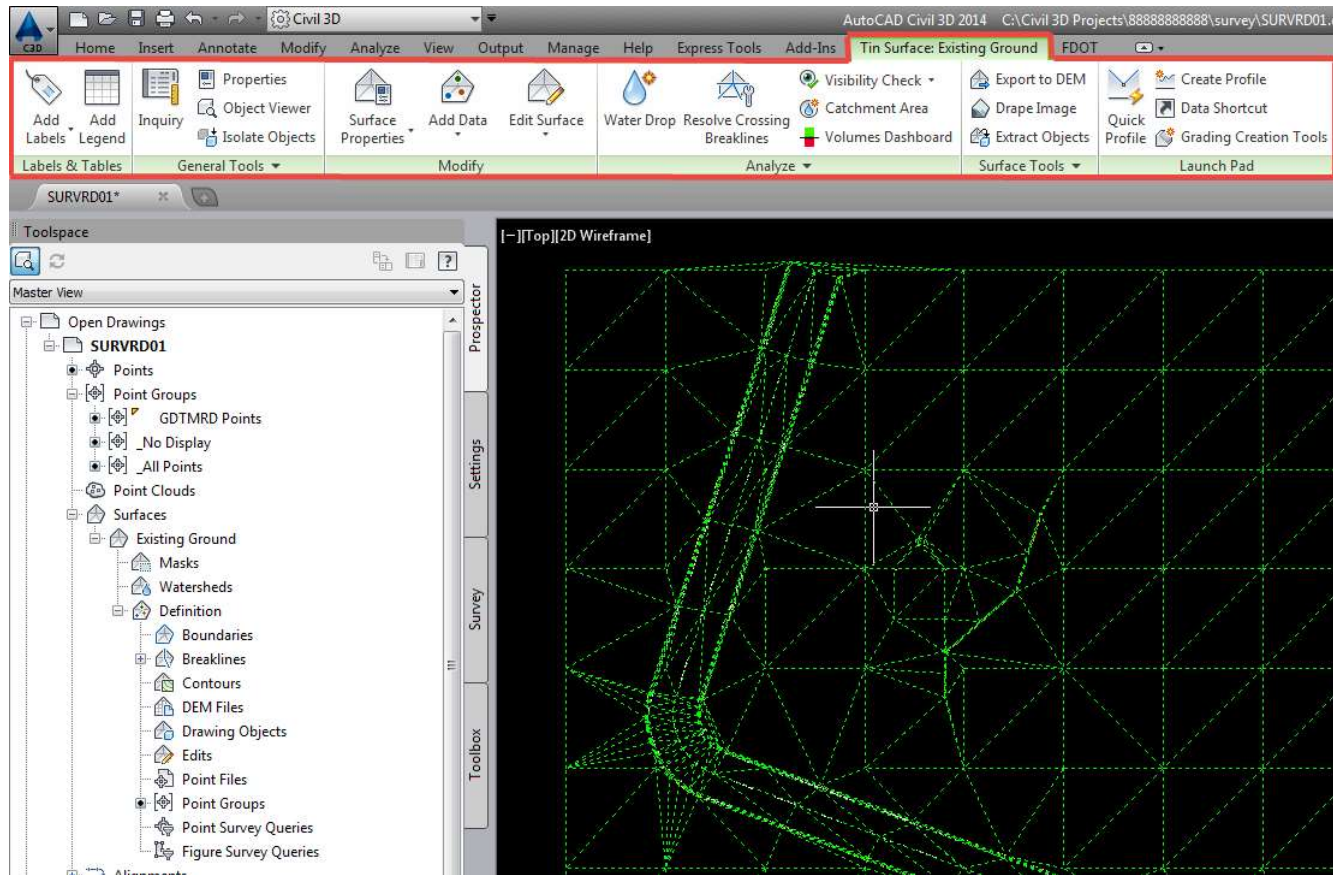 Civil 3D
AutoCAD Civil 3D 2014 C:\Civil 3D Projects\88888888888\survey\SURVRD01.
C3D
Home Insert Annotate Modify Analyze View Output Manage Help Express Tools Add-Ins Tin Surface: Existing Ground FDOT
Add Labels
Add Legend
Labels & Tables
Inquiry
Properties
Object Viewer
Isolate Objects
General Tools
Surface Properties
Add Data
Edit Surface
Modify
Water Drop
Resolve Crossing Breaklines
Visibility Check
Catchment Area
Volumes Dashboard
Analyze
Export to DEM
Drape Image
Extract Objects
Surface Tools
Quick Profile
Create Profile
Data Shortcut
Grading Creation Tools
Launch Pad
SURVRD01*
Toolspace
Master View
Open Drawings
SURVRD01
Points
Point Groups
GDTMRD Points
_No Display
_All Points
Point Clouds
Surfaces
Existing Ground
Masks
Watersheds
Definition
Boundaries
Breaklines
Contours
DEM Files
Drawing Objects
Edits
Point Files
Point Groups
Point Survey Queries
Figure Survey Queries
Alignments
Prospector
Settings
Survey
Toolbox
[−][Top][2D Wireframe]